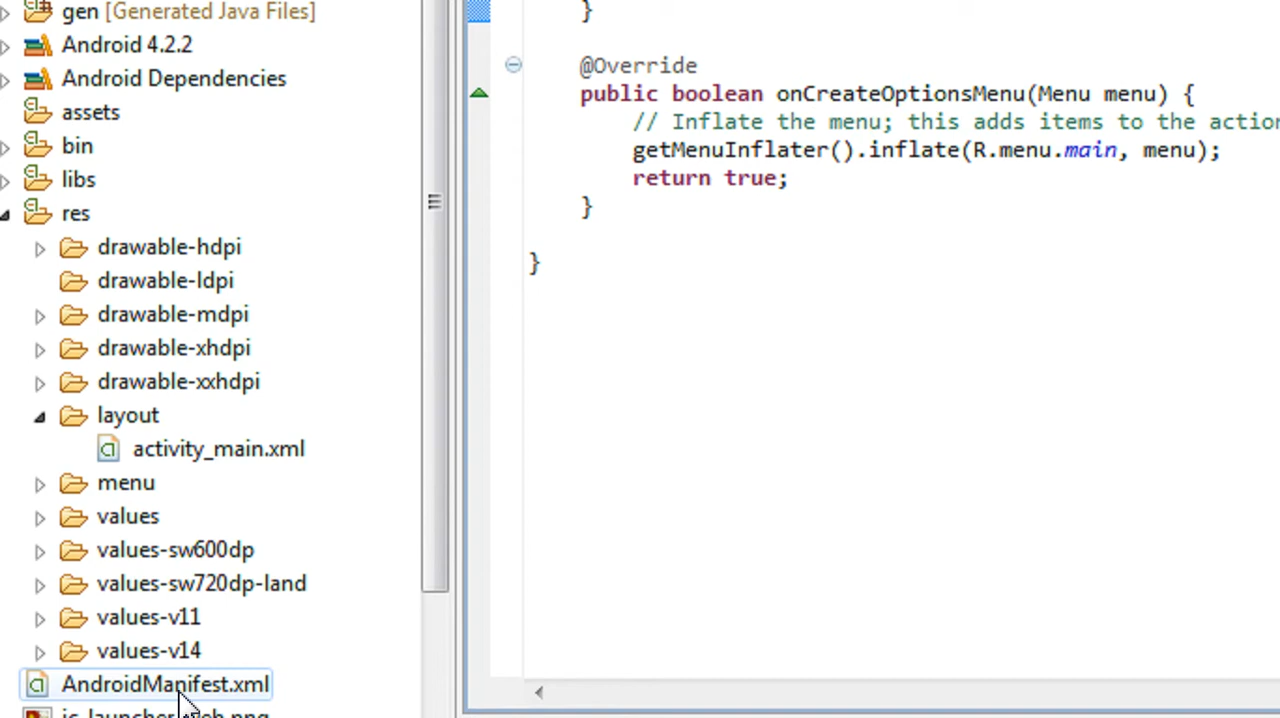 gen [Generated Java Files]
Android 4.2.2
Android Dependencies
assets
bin
libs
res
drawable-hdpi
drawable-ldpi
drawable-mdpi
drawable-xhdpi
drawable-xxhdpi
layout
activity_main.xml
menu
values
values-sw600dp
values-sw720dp-land
values-v11
values-v14
AndroidManifest.xml
}
@Override
public boolean onCreateOptionsMenu(Menu menu) {
// Inflate the menu; this adds items to the action
getMenuInflater().inflate(R.menu.main, menu);
return true;
}
}